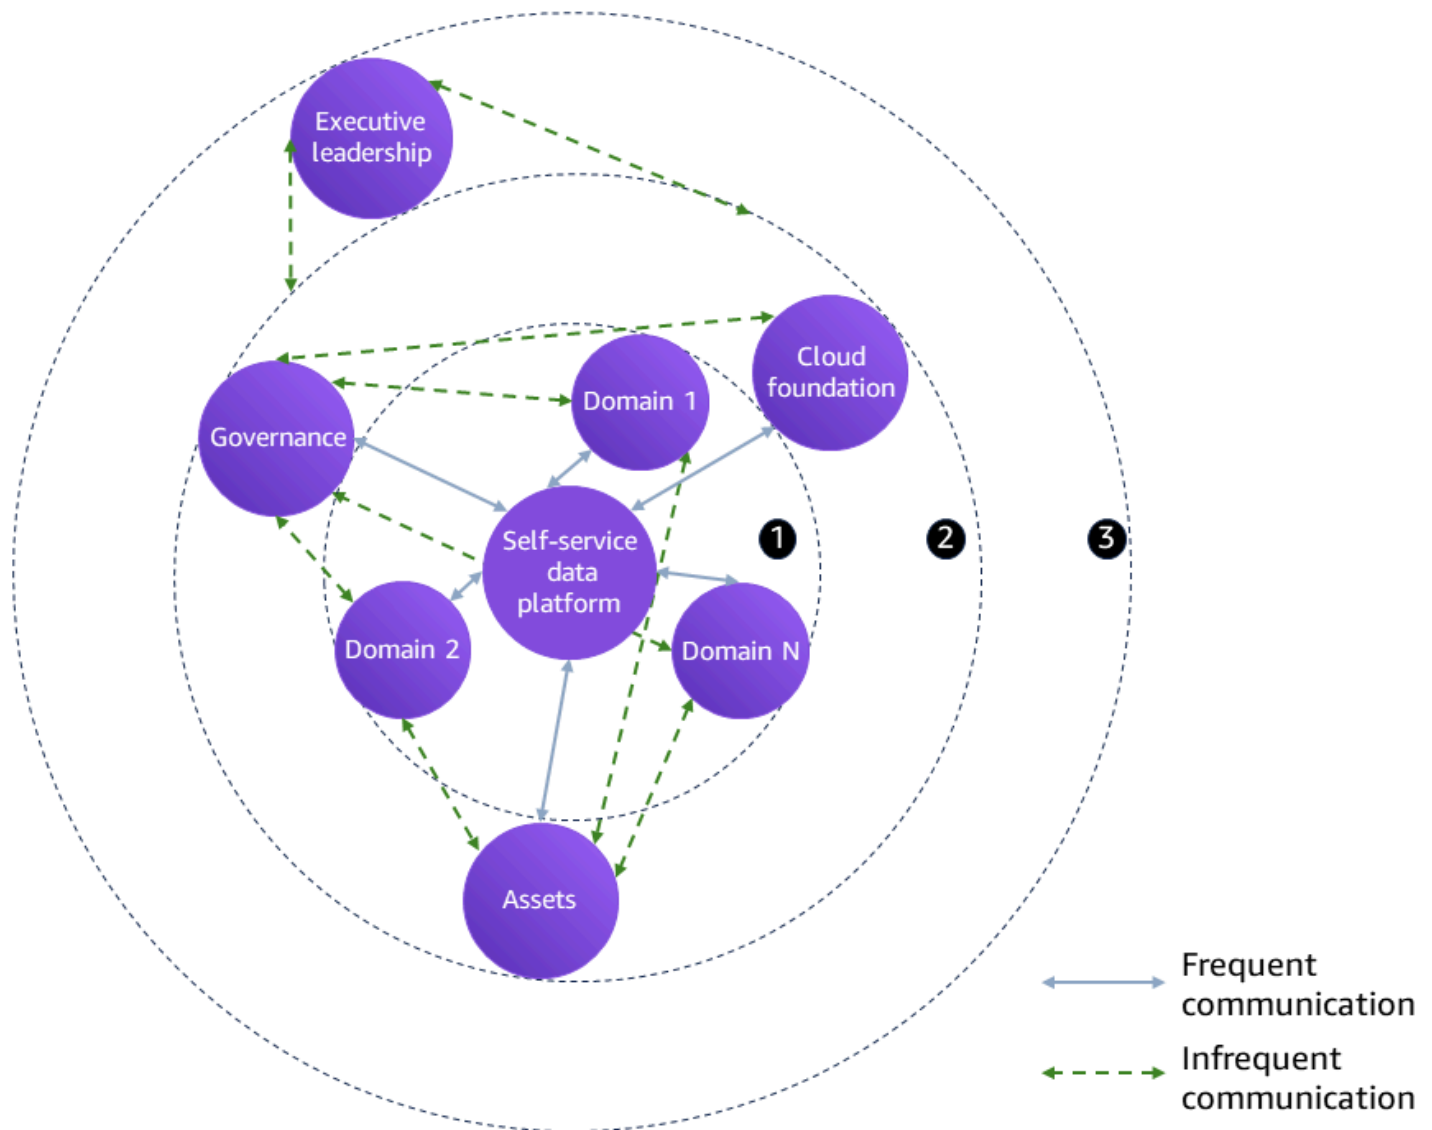 Executive
leadership
Cloud
foundation
Domain 1
Governance
Self-service
data
platform
1
2
3
Domain 2
Domain N
Assets
Frequent
communication
Infrequent
communication